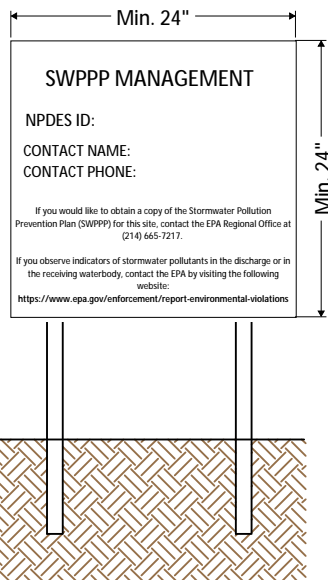 Min. 24"
SWPPP MANAGEMENT
NPDES ID:
CONTACT NAME:
CONTACT PHONE:
Min. 24"
If you would like to obtain a copy of the Stormwater Pollution
Prevention Plan (SWPPP) for this site, contact the EPA Regional Office at
(214) 665-7217.
If you observe indicators of stormwater pollutants in the discharge or in
the receiving waterbody, contact the EPA by visiting the following
website:
https://www.epa.gov/enforcement/report-environmental-violations